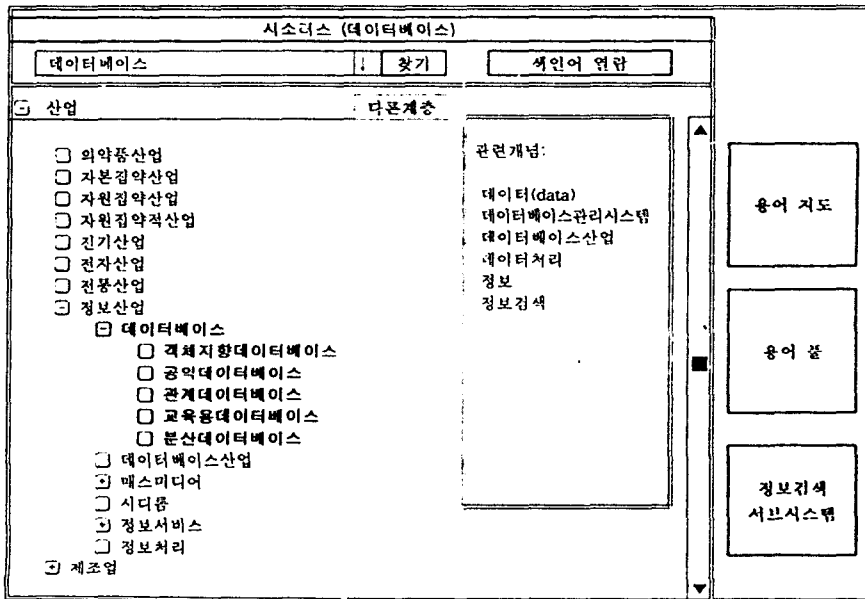 시소러스 (데이터베이스)
데이터베이스 ↓ 찾기 색인어 열람
산업 다른계층
의약품산업
자본집약산업
자원집약산업
자원집약적산업
전기산업
전자산업
전통산업
정보산업
데이터베이스
객체지향데이터베이스
공익데이터베이스
관계데이터베이스
교육용데이터베이스
분산데이터베이스
데이터베이스산업
매스미디어
시디롬
정보서비스
정보처리
제조업
관련개념:
데이터(data)
데이터베이스관리시스템
데이터베이스산업
데이터처리
정보
정보검색
용어 지도
용어 풀
정보검색
서브시스템